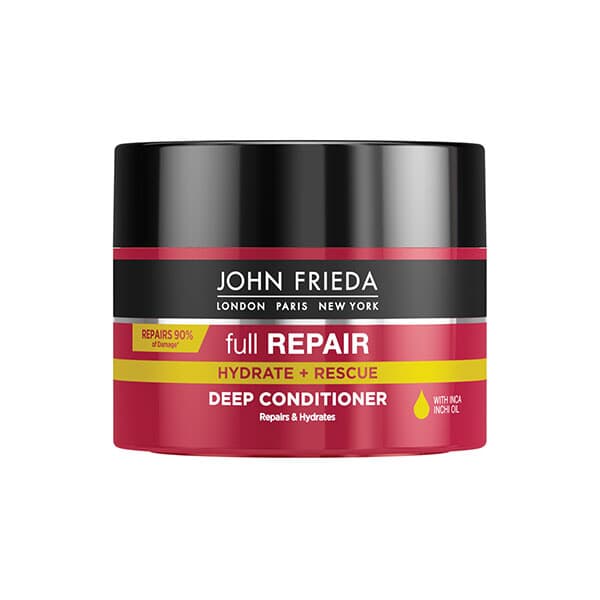 JOHN FRIEDA
LONDON PARIS NEW YORK
REPAIRS 90%
of Damage*
full REPAIR
HYDRATE + RESCUE
DEEP CONDITIONER
Repairs & Hydrates
WITH INCA
INCHI OIL